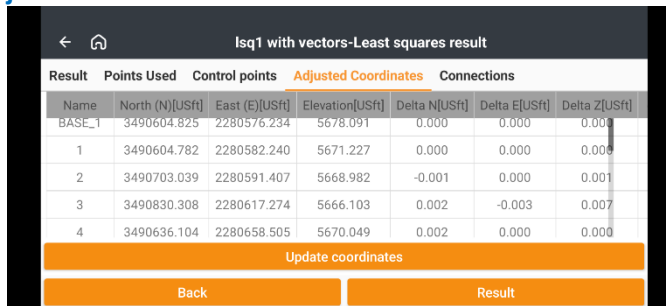 lsq1 with vectors-Least squares result
Result Points Used Control points Adjusted Coordinates Connections
Name North (N)[USft] East (E)[USft] Elevation[USft] Delta N[USft] Delta E[USft] Delta Z[USft]
BASE_1 3490604.825 2280576.234 5678.091 0.000 0.000 0.000
1 3490604.782 2280582.240 5671.227 0.000 0.000 0.000
2 3490703.039 2280591.407 5668.982 -0.001 0.000 0.001
3 3490830.308 2280617.274 5666.103 0.002 -0.003 0.007
4 3490636.104 2280658.505 5670.049 0.002 0.000 0.000
Update coordinates
Back Result